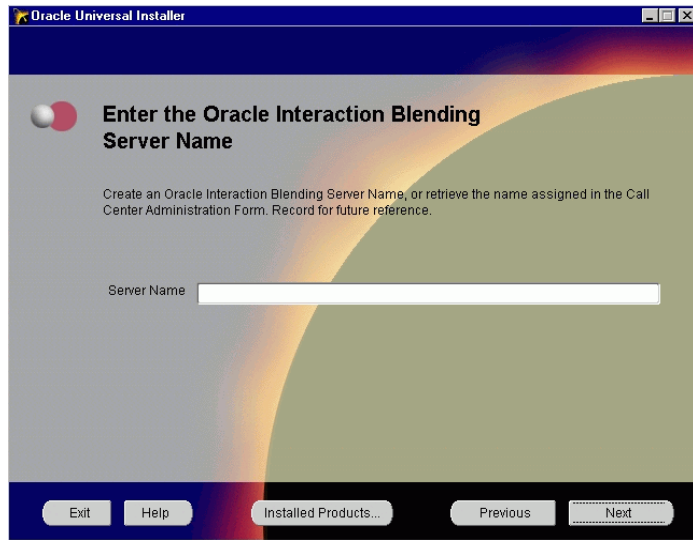 Oracle Universal Installer
Enter the Oracle Interaction Blending
Server Name
Create an Oracle Interaction Blending Server Name, or retrieve the name assigned in the Call
Center Administration Form. Record for future reference.
Server Name
Exit
Help
Installed Products...
Previous
Next